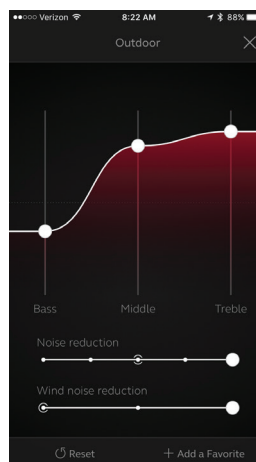 Verizon 8:22 AM 88%
Outdoor
Bass Middle Treble
Noise reduction
Wind noise reduction
Reset + Add a Favorite